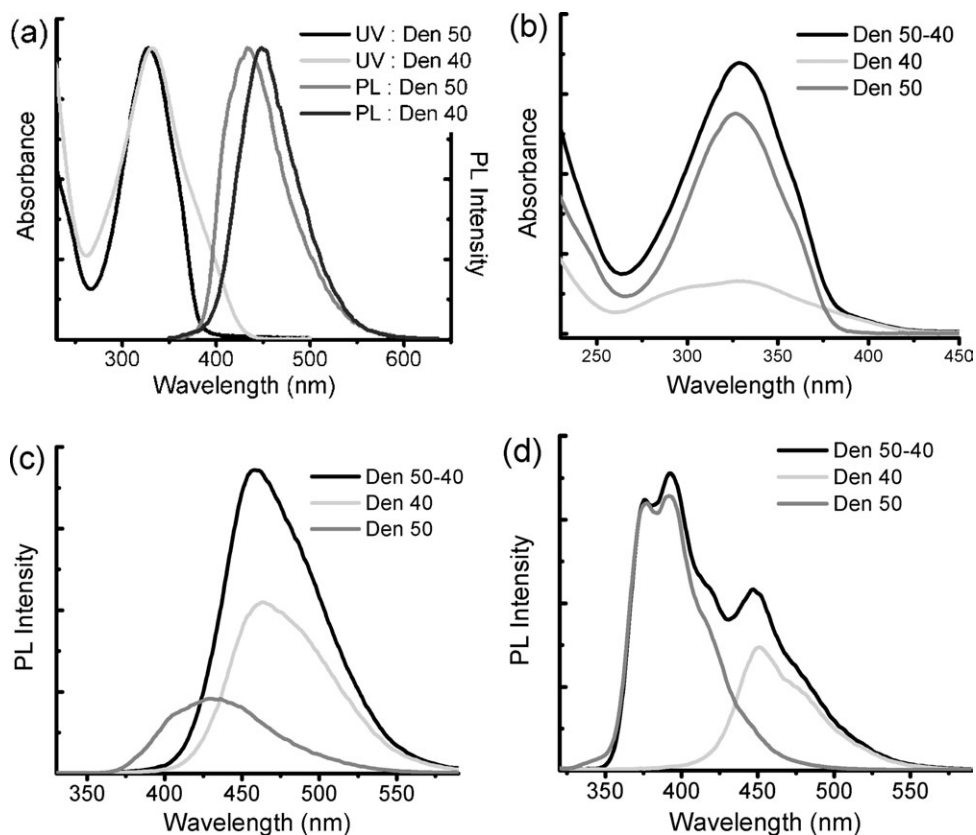 (a)
UV : Den 50
UV : Den 40
PL : Den 50
PL : Den 40
Absorbance
PL Intensity
300 400 500 600
Wavelength (nm)
(b)
Den 50-40
Den 40
Den 50
Absorbance
250 300 350 400 450
Wavelength (nm)
(c)
Den 50-40
Den 40
Den 50
PL Intensity
350 400 450 500 550
Wavelength (nm)
(d)
Den 50-40
Den 40
Den 50
PL Intensity
350 400 450 500 550
Wavelength (nm)